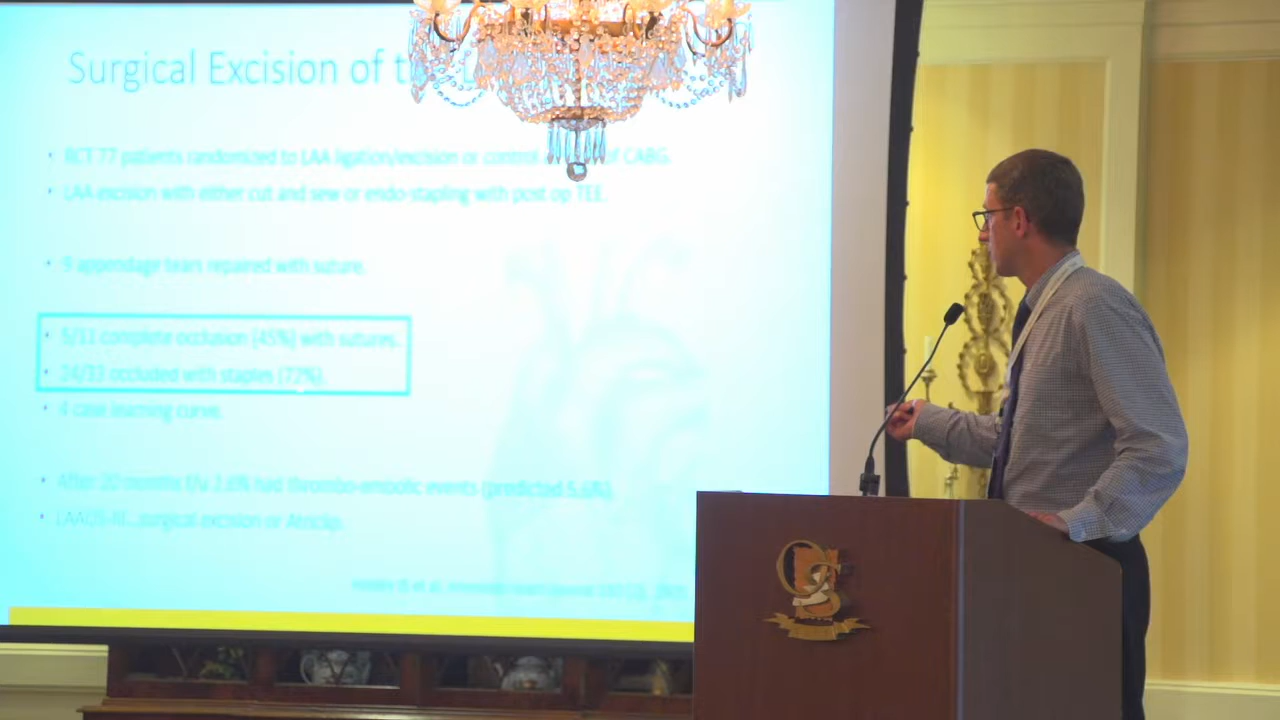 Surgical Excision of t
RCT 77 patients randomized to LAA ligation/excision or control of CABG.
LAA excision with either cut and sew or endo-stapling with post op TEE.
9 appendage tears repaired with suture.
5/11 complete occlusion (45%) with sutures.
24/33 occluded with staples (72%).
4 case learning curve.
After 20 months f/u 2.6% had thrombo-embolic events (predicted 5.6%)
surgical excision or Atriclip.